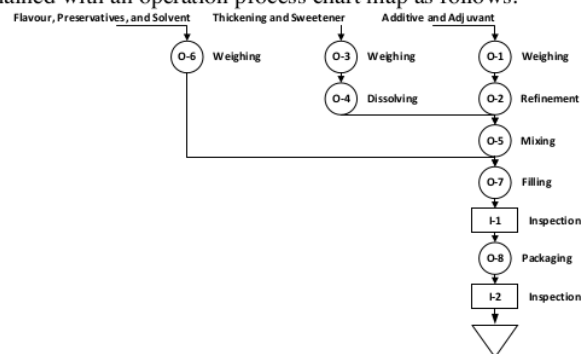 ained with an operation process chart map as follows:
Flavour, Preservatives, and Solvent Thickening and Sweetener Additive and Adjuvant
O-6 Weighing O-3 Weighing O-1 Weighing
O-4 Dissolving O-2 Refinement
O-5 Mixing
O-7 Filling
I-1 Inspection
O-8 Packaging
I-2 Inspection